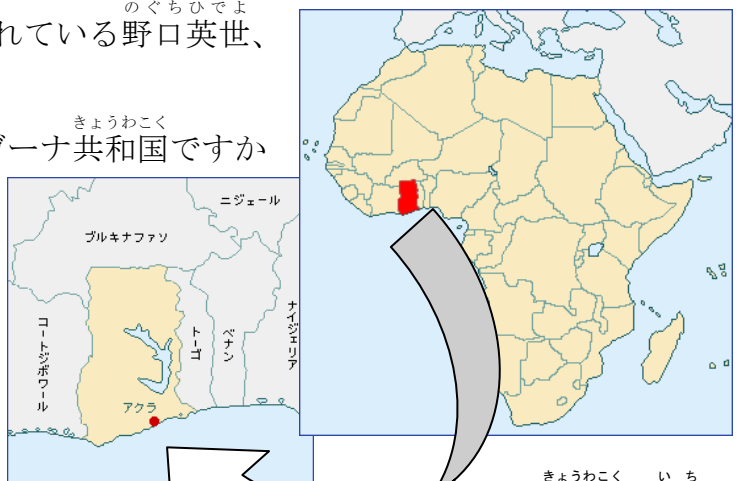 のぐちひでよ
れている野口英世、
きょうわこく
ガーナ共和国ですか
ニジェール
ブルキナファソ
コートジボワール
トーゴ
ベナン
ナイジェリア
アクラ
きょうわこく いち